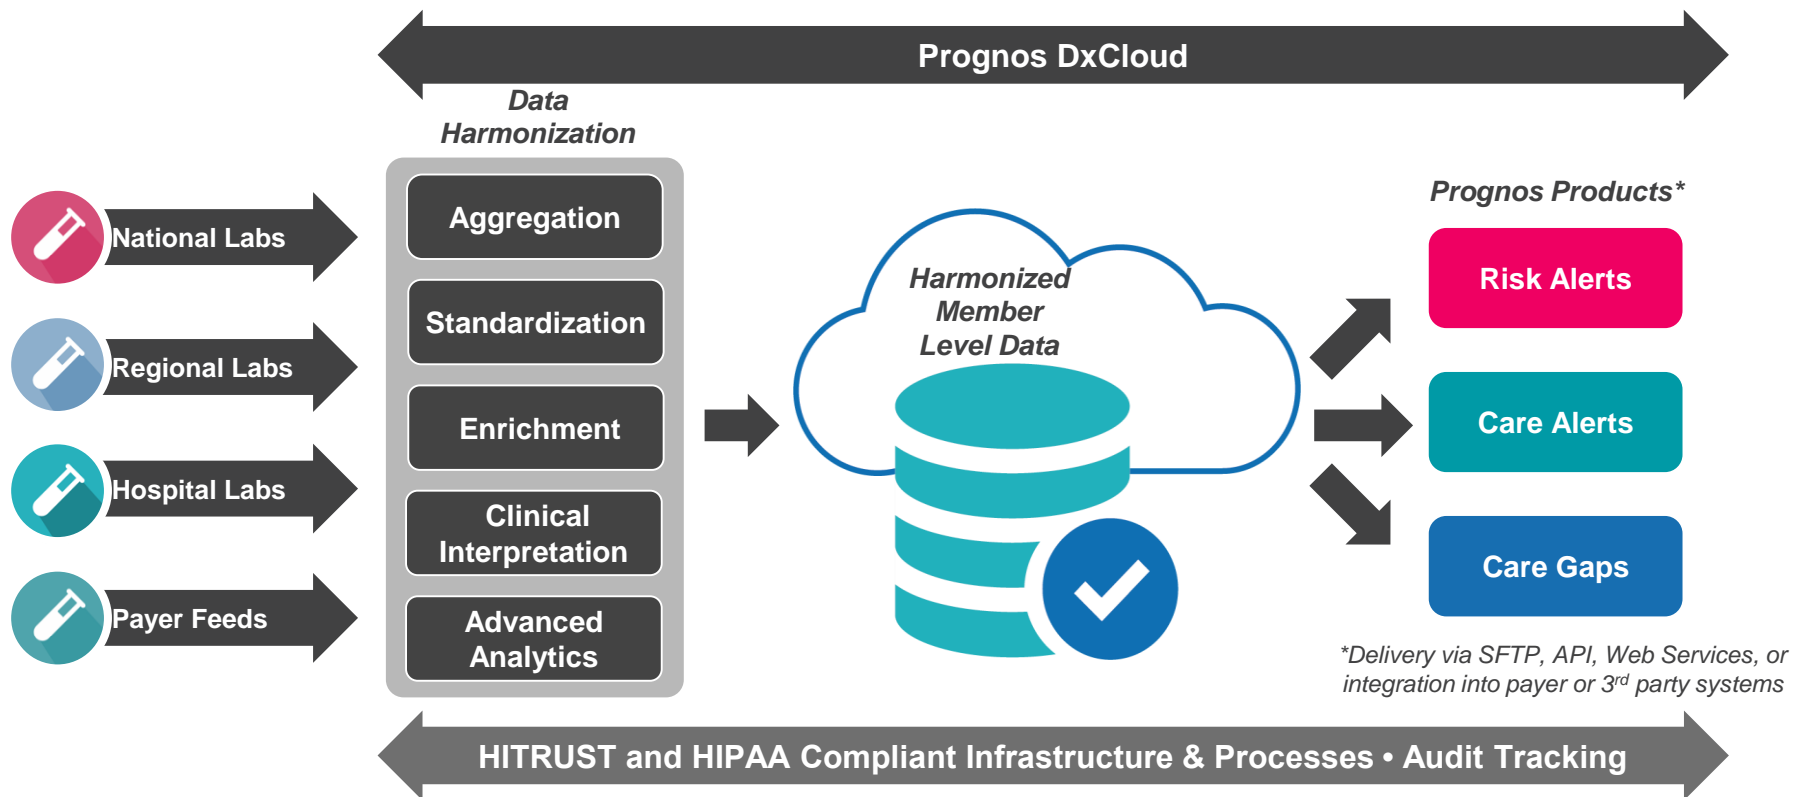 Prognos DxCloud
Data
Harmonization
National Labs
Regional Labs
Hospital Labs
Payer Feeds
Aggregation
Standardization
Enrichment
Clinical
Interpretation
Advanced
Analytics
Harmonized
Member
Level Data
Prognos Products*
Risk Alerts
Care Alerts
Care Gaps
*Delivery via SFTP, API, Web Services, or
integration into payer or 3rd party systems
HITRUST and HIPAA Compliant Infrastructure & Processes • Audit Tracking